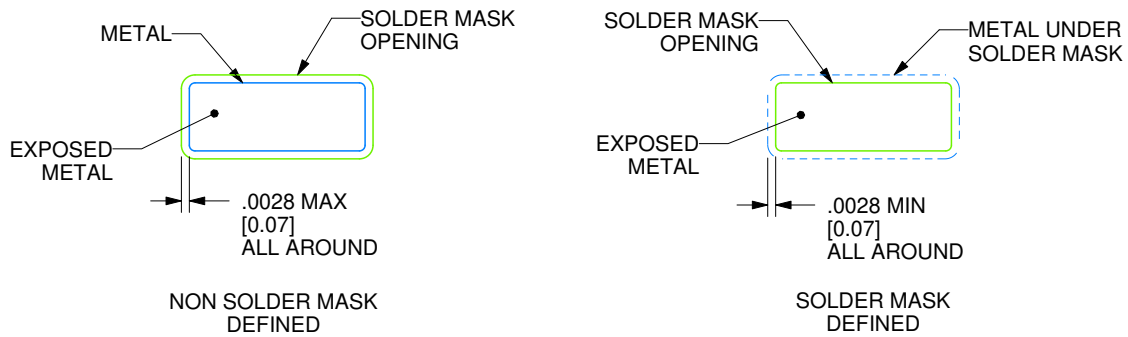 METAL
SOLDER MASK
OPENING
EXPOSED
METAL
.0028 MAX
[0.07]
ALL AROUND
NON SOLDER MASK
DEFINED
SOLDER MASK
OPENING
METAL UNDER
SOLDER MASK
EXPOSED
METAL
.0028 MIN
[0.07]
ALL AROUND
SOLDER MASK
DEFINED